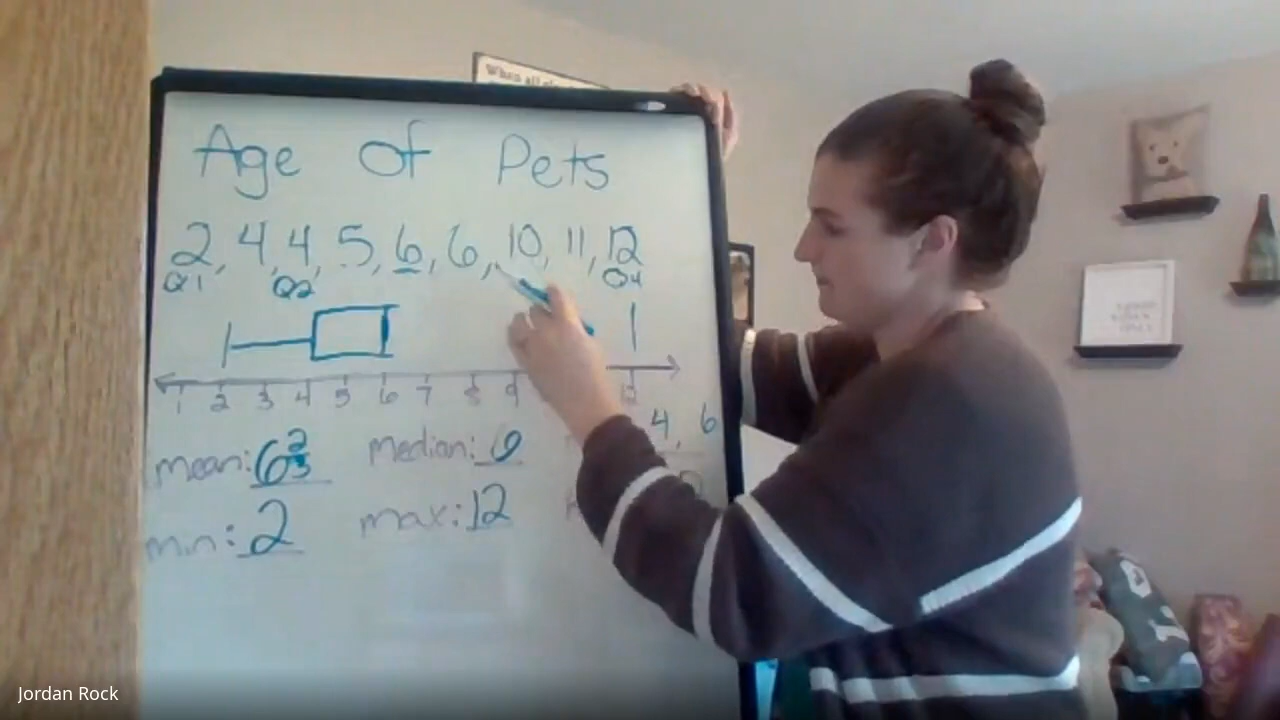 When all
Age Of Pets
2, 4, 4, 5, 6, 6, 10, 11, 12
Q1 Q2 Q4
1 2 3 4 5 6 7 8 9 12
mean: 6 2/3 Median: 6 4, 6
min: 2 max: 12
Jordan Rock